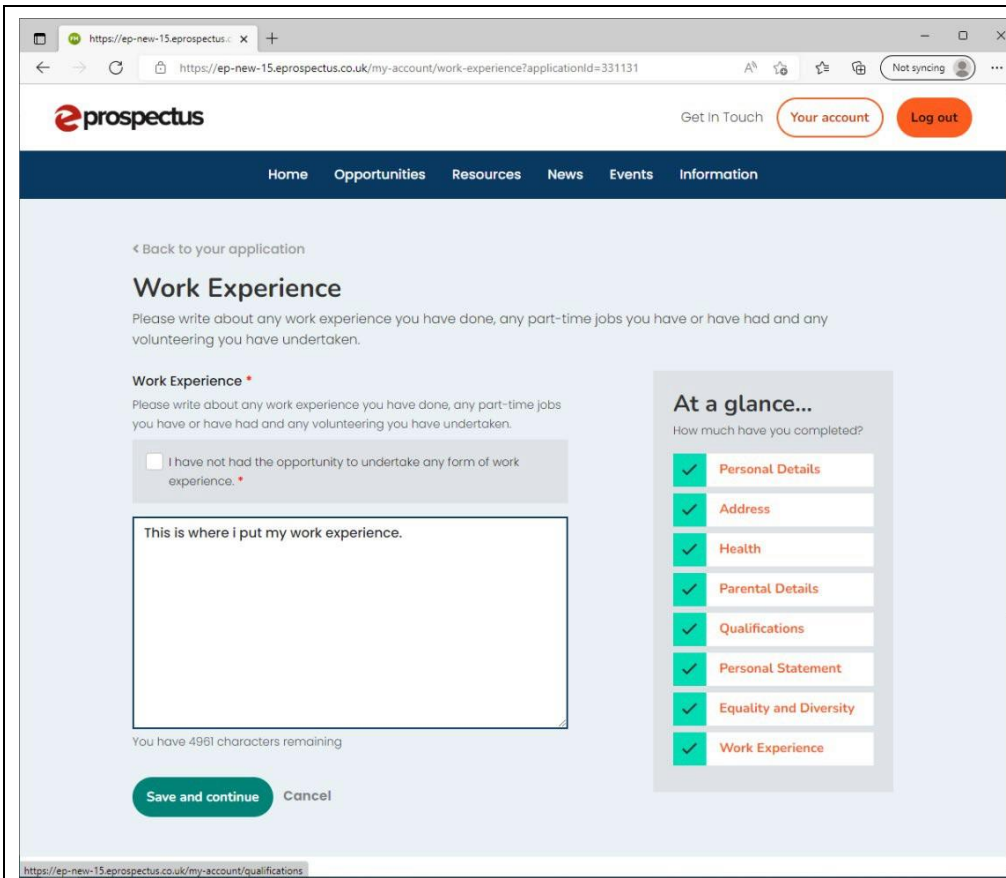 https://ep-new-15.eprospectus.c
https://ep-new-15.eprospectus.co.uk/my-account/work-experience?applicationId=331131
Not syncing
eprospectus
Get In Touch
Your account
Log out
Home Opportunities Resources News Events Information
< Back to your application
Work Experience
Please write about any work experience you have done, any part-time jobs you have or have had and any
volunteering you have undertaken.
Work Experience *
Please write about any work experience you have done, any part-time jobs
you have or have had and any volunteering you have undertaken.
I have not had the opportunity to undertake any form of work
experience. *
This is where i put my work experience.
You have 4961 characters remaining
Save and continue
Cancel
At a glance...
How much have you completed?
Personal Details
Address
Health
Parental Details
Qualifications
Personal Statement
Equality and Diversity
Work Experience
https://ep-new-15.eprospectus.co.uk/my-account/qualifications